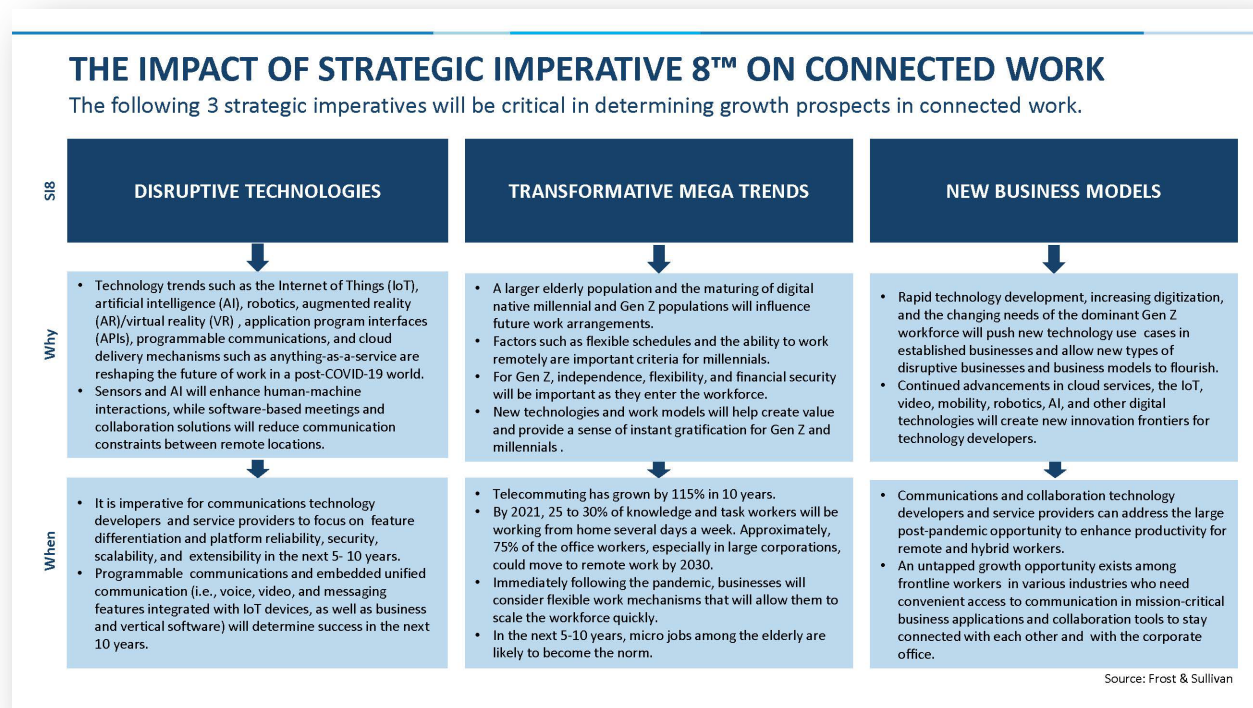 THE IMPACT OF STRATEGIC IMPERATIVE 8™ ON CONNECTED WORK
The following 3 strategic imperatives will be critical in determining growth prospects in connected work.
SI8
DISRUPTIVE TECHNOLOGIES
TRANSFORMATIVE MEGA TRENDS
NEW BUSINESS MODELS
Why
• Technology trends such as the Internet of Things (IoT),
artificial intelligence (AI), robotics, augmented reality
(AR)/virtual reality (VR) , application program interfaces
(APIs), programmable communications, and cloud
delivery mechanisms such as anything-as-a-service are
reshaping the future of work in a post-COVID-19 world.
• Sensors and AI will enhance human-machine
interactions, while software-based meetings and
collaboration solutions will reduce communication
constraints between remote locations.
• A larger elderly population and the maturing of digital
native millennial and Gen Z populations will influence
future work arrangements.
• Factors such as flexible schedules and the ability to work
remotely are important criteria for millennials.
• For Gen Z, independence, flexibility, and financial security
will be important as they enter the workforce.
• New technologies and work models will help create value
and provide a sense of instant gratification for Gen Z and
millennials .
• Rapid technology development, increasing digitization,
and the changing needs of the dominant Gen Z
workforce will push new technology use cases in
established businesses and allow new types of
disruptive businesses and business models to flourish.
• Continued advancements in cloud services, the IoT,
video, mobility, robotics, AI, and other digital
technologies will create new innovation frontiers for
technology developers.
When
• It is imperative for communications technology
developers and service providers to focus on feature
differentiation and platform reliability, security,
scalability, and extensibility in the next 5- 10 years.
• Programmable communications and embedded unified
communication (i.e., voice, video, and messaging
features integrated with IoT devices, as well as business
and vertical software) will determine success in the next
10 years.
• Telecommuting has grown by 115% in 10 years.
• By 2021, 25 to 30% of knowledge and task workers will be
working from home several days a week. Approximately,
75% of the office workers, especially in large corporations,
could move to remote work by 2030.
• Immediately following the pandemic, businesses will
consider flexible work mechanisms that will allow them to
scale the workforce quickly.
• In the next 5-10 years, micro jobs among the elderly are
likely to become the norm.
• Communications and collaboration technology
developers and service providers can address the large
post-pandemic opportunity to enhance productivity for
remote and hybrid workers.
• An untapped growth opportunity exists among
frontline workers in various industries who need
convenient access to communication in mission-critical
business applications and collaboration tools to stay
connected with each other and with the corporate
office.
Source: Frost & Sullivan